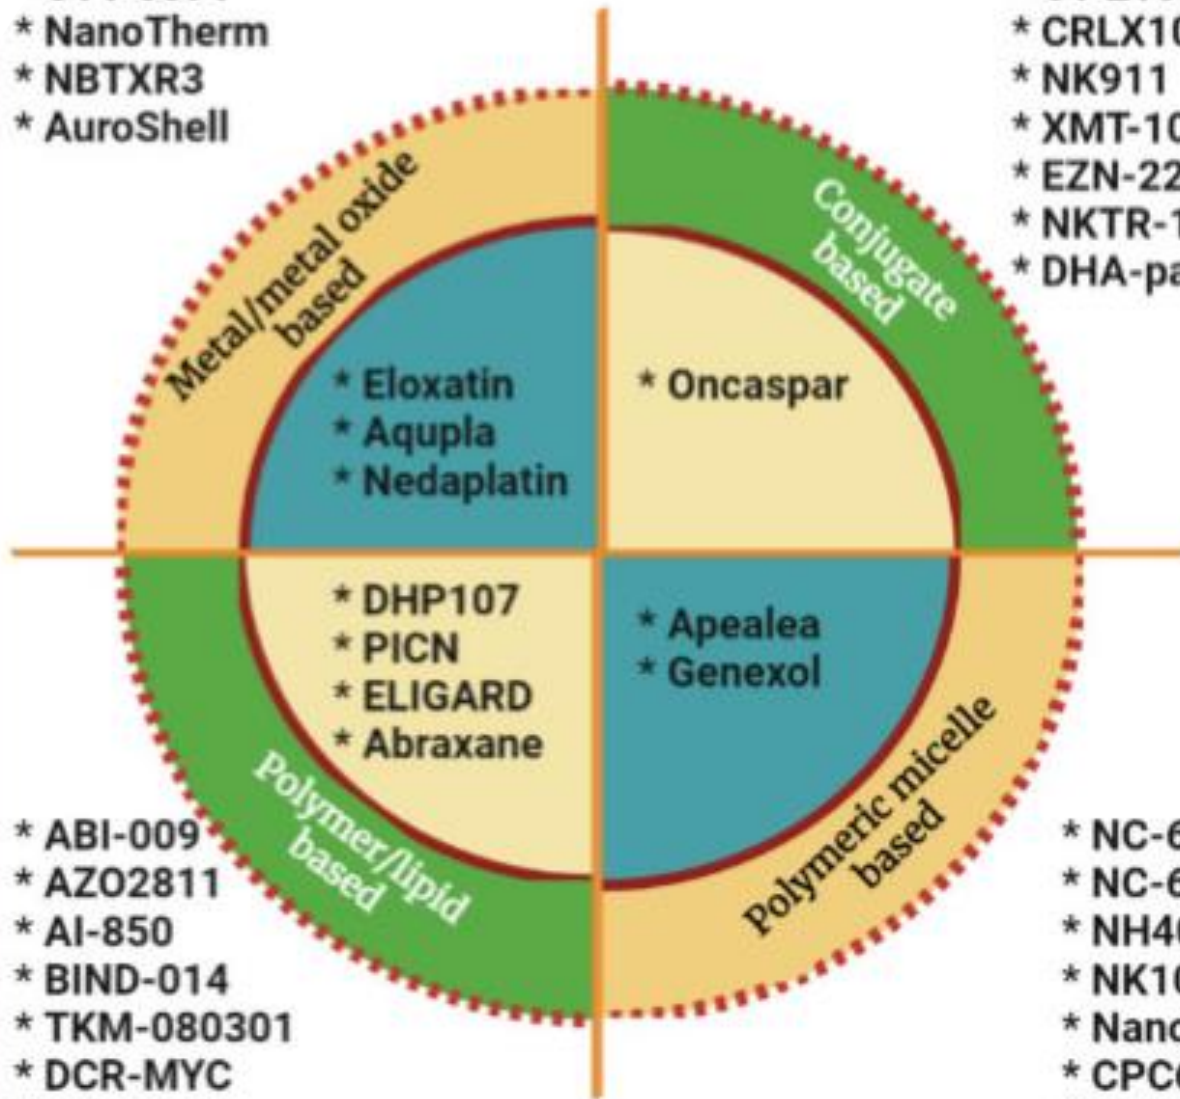 * NanoTherm
* NBTXR3
* AuroShell
* CRLX10
* NK911
* XMT-10
* EZN-22
* NKTR-1
* DHA-pa
Metal/metal oxide
based
Conjugate
based
* Eloxatin
* Aqupla
* Nedaplatin
* Oncaspar
* DHP107
* PICN
* ELIGARD
* Abraxane
* Apealea
* Genexol
Polymer/lipid
based
Polymeric micelle
based
* ABI-009
* AZO2811
* AI-850
* BIND-014
* TKM-080301
* DCR-MYC
* NC-6
* NC-6
* NH40
* NK10
* Nano
* CPC6